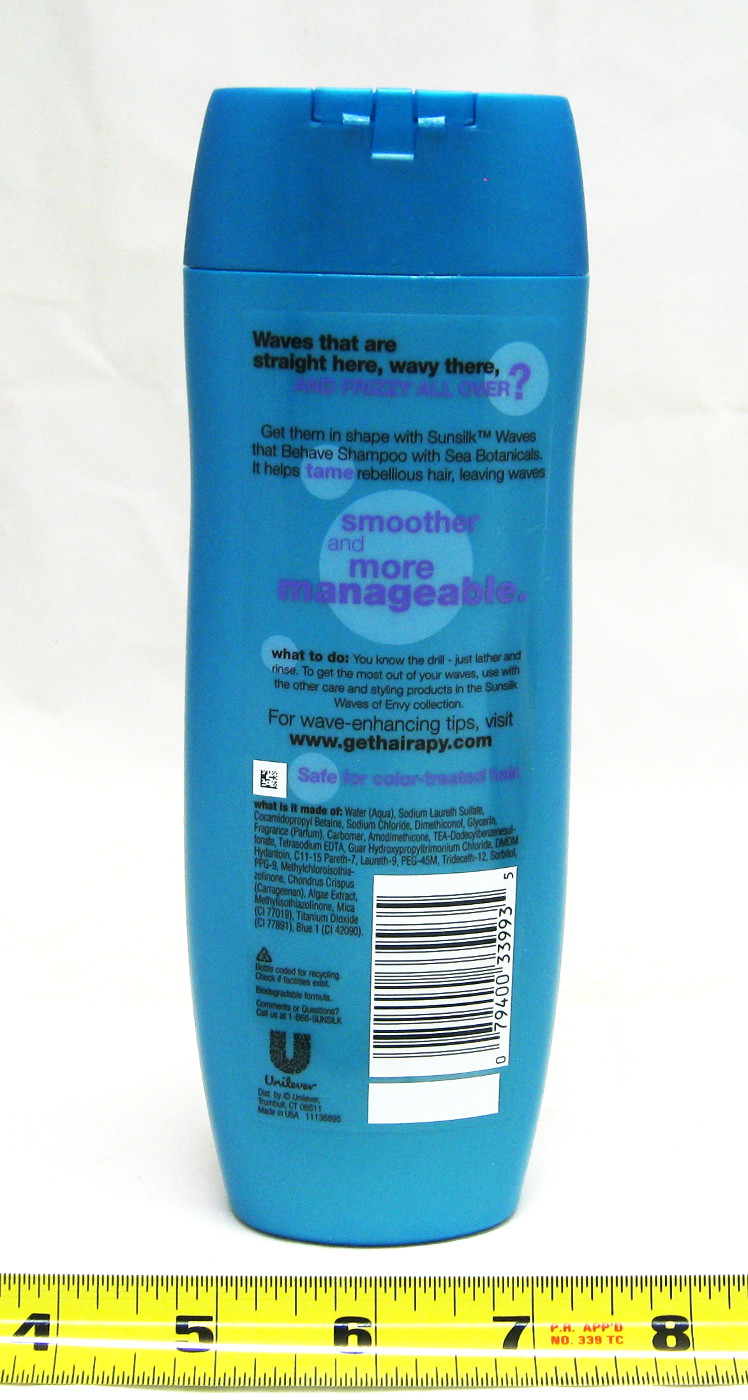 Waves that are
straight here, wavy there,
AND FRIZZY ALL OVER?
Get them in shape with Sunsilk™ Waves
that Behave Shampoo with Sea Botanicals.
It helps tame rebellious hair, leaving waves
smoother
and
more
manageable.
what to do: You know the drill - just lather and
rinse. To get the most out of your waves, use with
the other care and styling products in the Sunsilk
Waves of Envy collection.
For wave-enhancing tips, visit
www.gethairapy.com
Safe for color-treated hair
what is it made of: Water (Aqua), Sodium Laureth Sulfate,
Cocamidopropyl Betaine, Sodium Chloride, Dimethiconol, Glycerin,
Fragrance (Parfum), Carbomer, Amodimethicone, TEA-Dodecylbenzenesul-
fonate, Tetrasodium EDTA, Guar Hydroxypropyltrimonium Chloride, DMDM
Hydantoin, C11-15 Pareth-7, Laureth-9, PEG-45M, Trideceth-12, Sorbitol,
PPG-9, Methylchloroisothia-
zolinone, Chondrus Crispus
(Carrageenan), Algae Extract,
Methylisothiazolinone, Mica
(CI 77019), Titanium Dioxide
(CI 77891), Blue 1 (CI 42090).
Bottle coded for recycling.
Check if facilities exist.
Biodegradable formula.
Comments or Questions?
Call us at 1-866-SUNSILK
Unilever
Dist. by © Unilever,
Trumbull, CT 06611
Made in USA 11136895
0 79400 33993 5
4 5 6 7 8
P.R. APP'D
NO. 339 TC